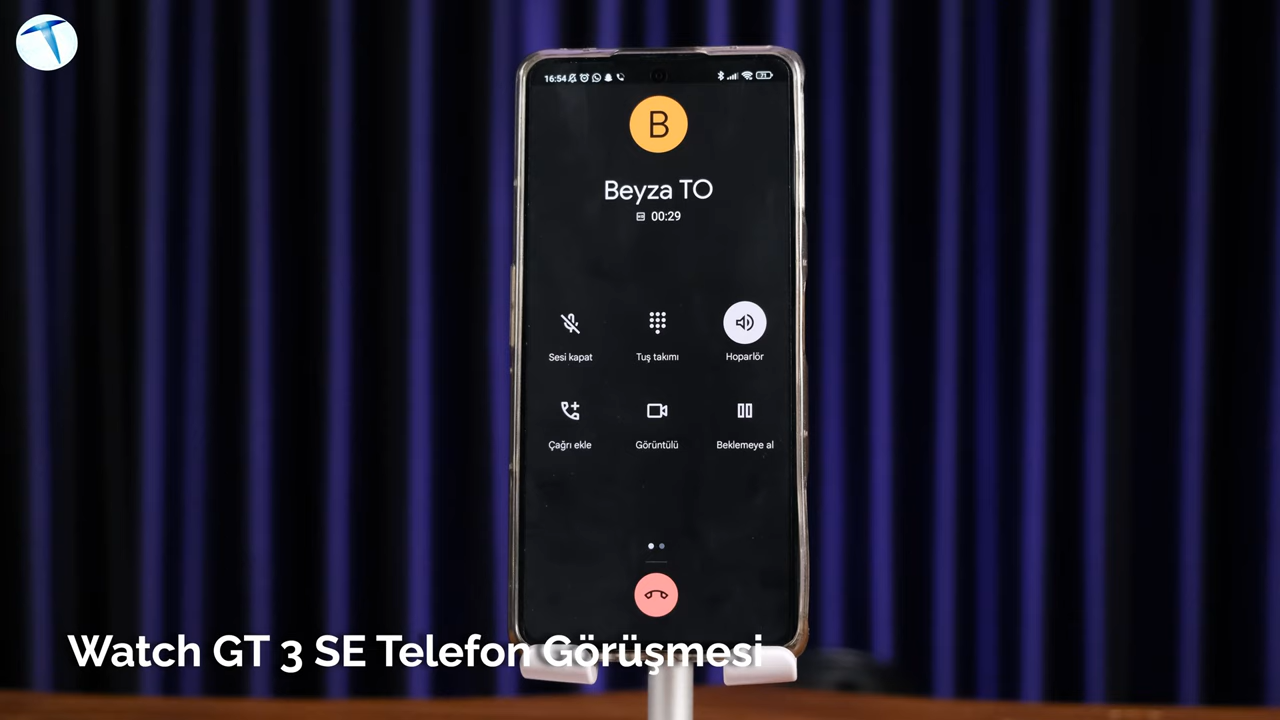 16:54
71
B
Beyza TO
00:29
Sesi kapat
Tuş takımı
Hoparlör
Çağrı ekle
Görüntülü
Beklemeye al
Watch GT 3 SE Telefon Görüşmesi